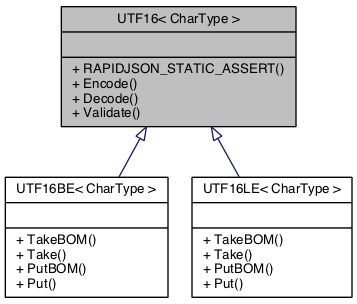 UTF16< CharType >
+ RAPIDJSON_STATIC_ASSERT()
+ Encode()
+ Decode()
+ Validate()
UTF16BE< CharType >
+ TakeBOM()
+ Take()
+ PutBOM()
+ Put()
UTF16LE< CharType >
+ TakeBOM()
+ Take()
+ PutBOM()
+ Put()